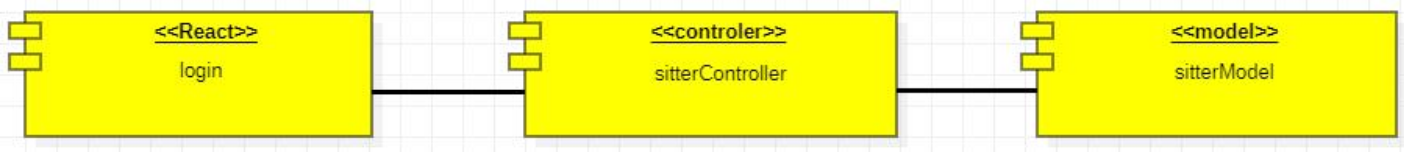 <<React>>
login
<<controler>>
sitterController
<<model>>
sitterModel